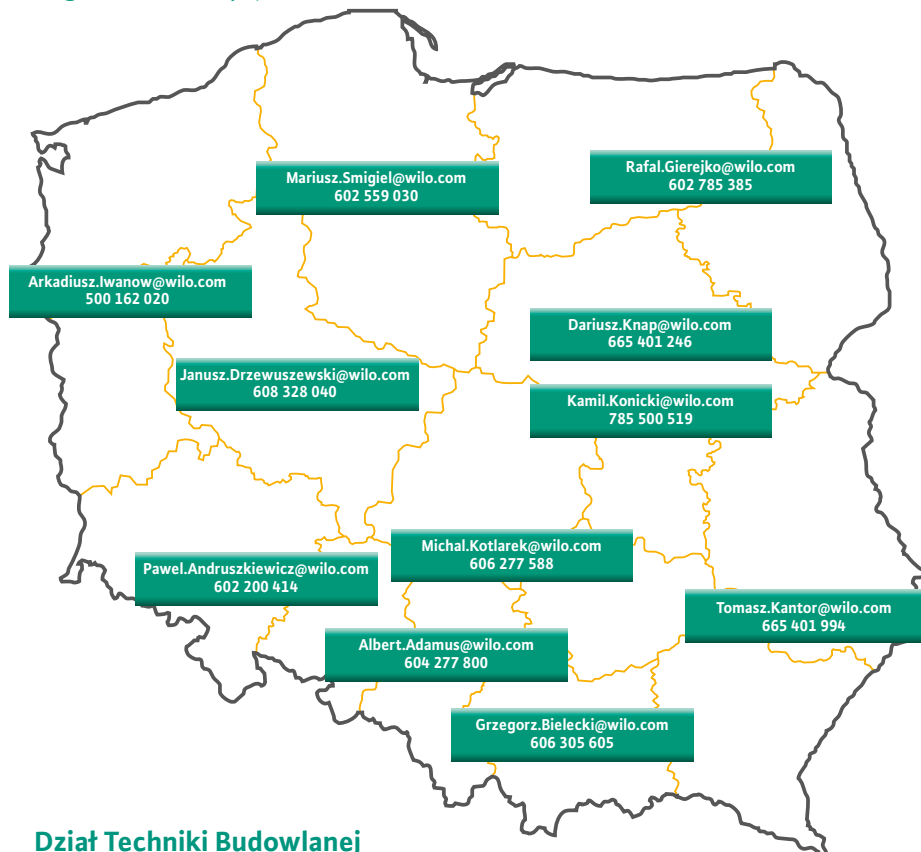 Mariusz.Smigiel@wilo.com
602 559 030
Rafal.Gierejko@wilo.com
602 785 385
Arkadiusz.Iwanow@wilo.com
500 162 020
Dariusz.Knap@wilo.com
665 401 246
Janusz.Drzewuszewski@wilo.com
608 328 040
Kamil.Konicki@wilo.com
785 500 519
Michal.Kotlarek@wilo.com
606 277 588
Pawel.Andruszkiewicz@wilo.com
602 200 414
Tomasz.Kantor@wilo.com
665 401 994
Albert.Adamus@wilo.com
604 277 800
Grzegorz.Bielecki@wilo.com
606 305 605
Dział Techniki Budowlanej